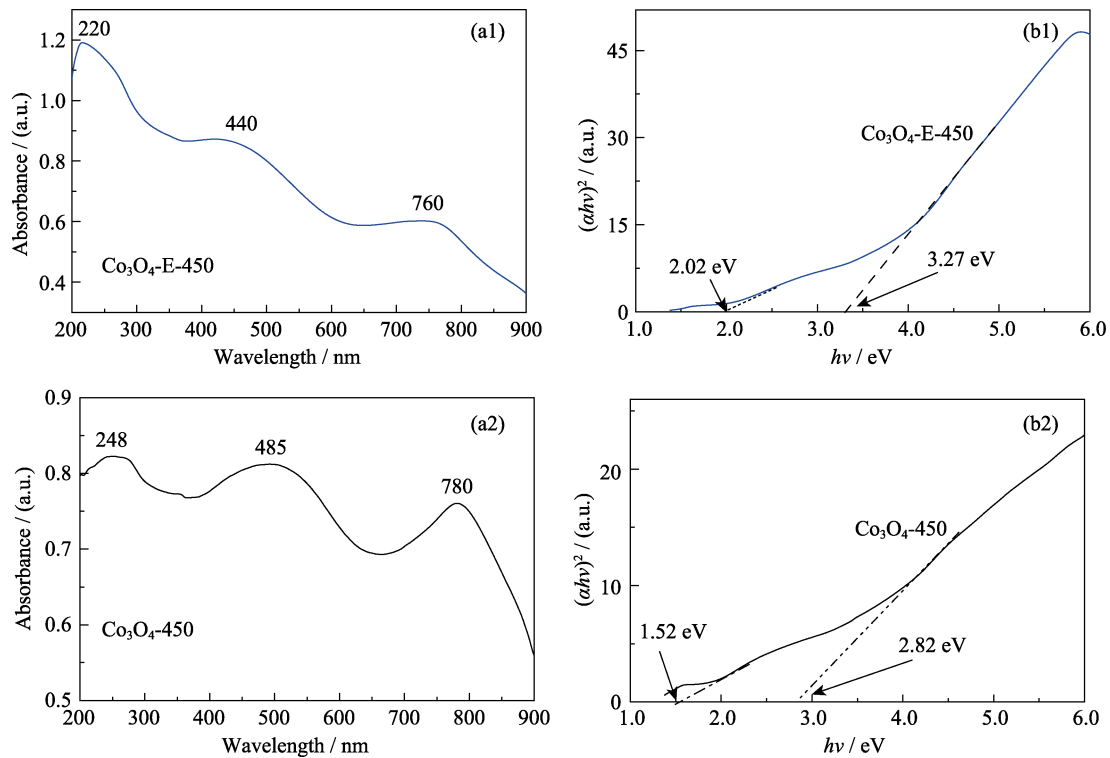 (a1)
220
440
760
Co₃O₄-E-450
Absorbance / (a.u.)
1.2
1.0
0.8
0.6
0.4
200 300 400 500 600 700 800 900
Wavelength / nm
(b1)
Co₃O₄-E-450
2.02 eV
3.27 eV
(αhν)² / (a.u.)
45
30
15
0
1.0 2.0 3.0 4.0 5.0 6.0
hν / eV
(a2)
248
485
780
Co₃O₄-450
Absorbance / (a.u.)
0.9
0.8
0.7
0.6
0.5
200 300 400 500 600 700 800 900
Wavelength / nm
(b2)
Co₃O₄-450
1.52 eV
2.82 eV
(αhν)² / (a.u.)
20
10
0
1.0 2.0 3.0 4.0 5.0 6.0
hν / eV